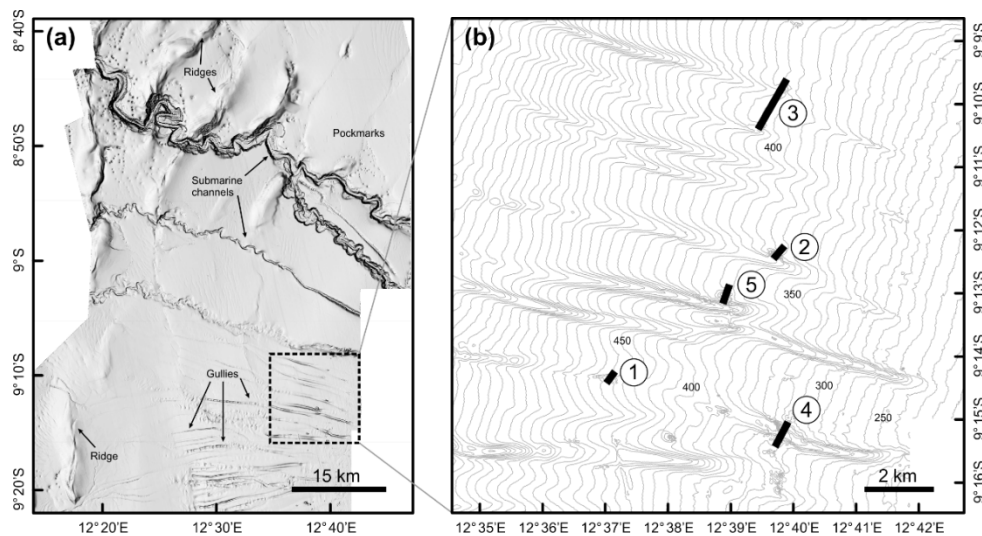 (a)
8°40'S
8°50'S
9°S
9°10'S
9°20'S
Ridges
Pockmarks
Submarine
channels
Gullies
Ridge
15 km
12°20'E
12°30'E
12°40'E
(b)
3
400
2
5
350
450
1
400
300
4
250
2 km
9°9'S
9°10'S
9°11'S
9°12'S
9°13'S
9°14'S
9°15'S
9°16'S
12°35'E
12°36'E
12°37'E
12°38'E
12°39'E
12°40'E
12°41'E
12°42'E